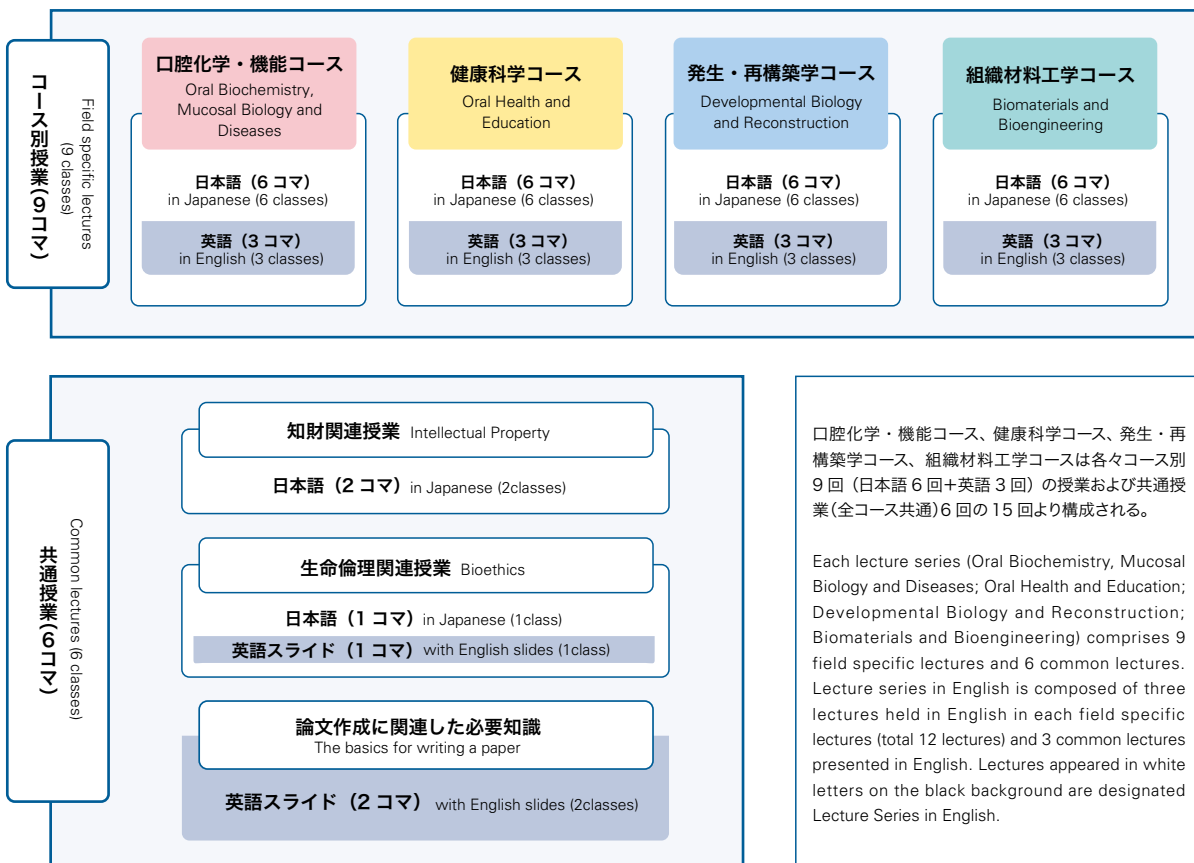 コース別授業(9コマ)
Field specific lectures
(9 classes)
口腔化学・機能コース
Oral Biochemistry,
Mucosal Biology and
Diseases
日本語（6 コマ）
in Japanese (6 classes)
英語（3 コマ）
in English (3 classes)
健康科学コース
Oral Health and
Education
日本語（6 コマ）
in Japanese (6 classes)
英語（3 コマ）
in English (3 classes)
発生・再構築学コース
Developmental Biology
and Reconstruction
日本語（6 コマ）
in Japanese (6 classes)
英語（3 コマ）
in English (3 classes)
組織材料工学コース
Biomaterials and
Bioengineering
日本語（6 コマ）
in Japanese (6 classes)
英語（3 コマ）
in English (3 classes)
共通授業(6コマ)
Common lectures (6 classes)
知財関連授業 Intellectual Property
日本語（2 コマ）in Japanese (2classes)
生命倫理関連授業 Bioethics
日本語（1 コマ）in Japanese (1class)
英語スライド（1 コマ）with English slides (1class)
論文作成に関連した必要知識
The basics for writing a paper
英語スライド（2 コマ）with English slides (2classes)
口腔化学・機能コース、健康科学コース、発生・再
構築学コース、組織材料工学コースは各々コース別
9 回（日本語 6 回+英語 3 回）の授業および共通授
業(全コース共通)6 回の 15 回より構成される。
Each lecture series (Oral Biochemistry, Mucosal
Biology and Diseases; Oral Health and Education;
Developmental Biology and Reconstruction;
Biomaterials and Bioengineering) comprises 9
field specific lectures and 6 common lectures.
Lecture series in English is composed of three
lectures held in English in each field specific
lectures (total 12 lectures) and 3 common lectures
presented in English. Lectures appeared in white
letters on the black background are designated
Lecture Series in English.